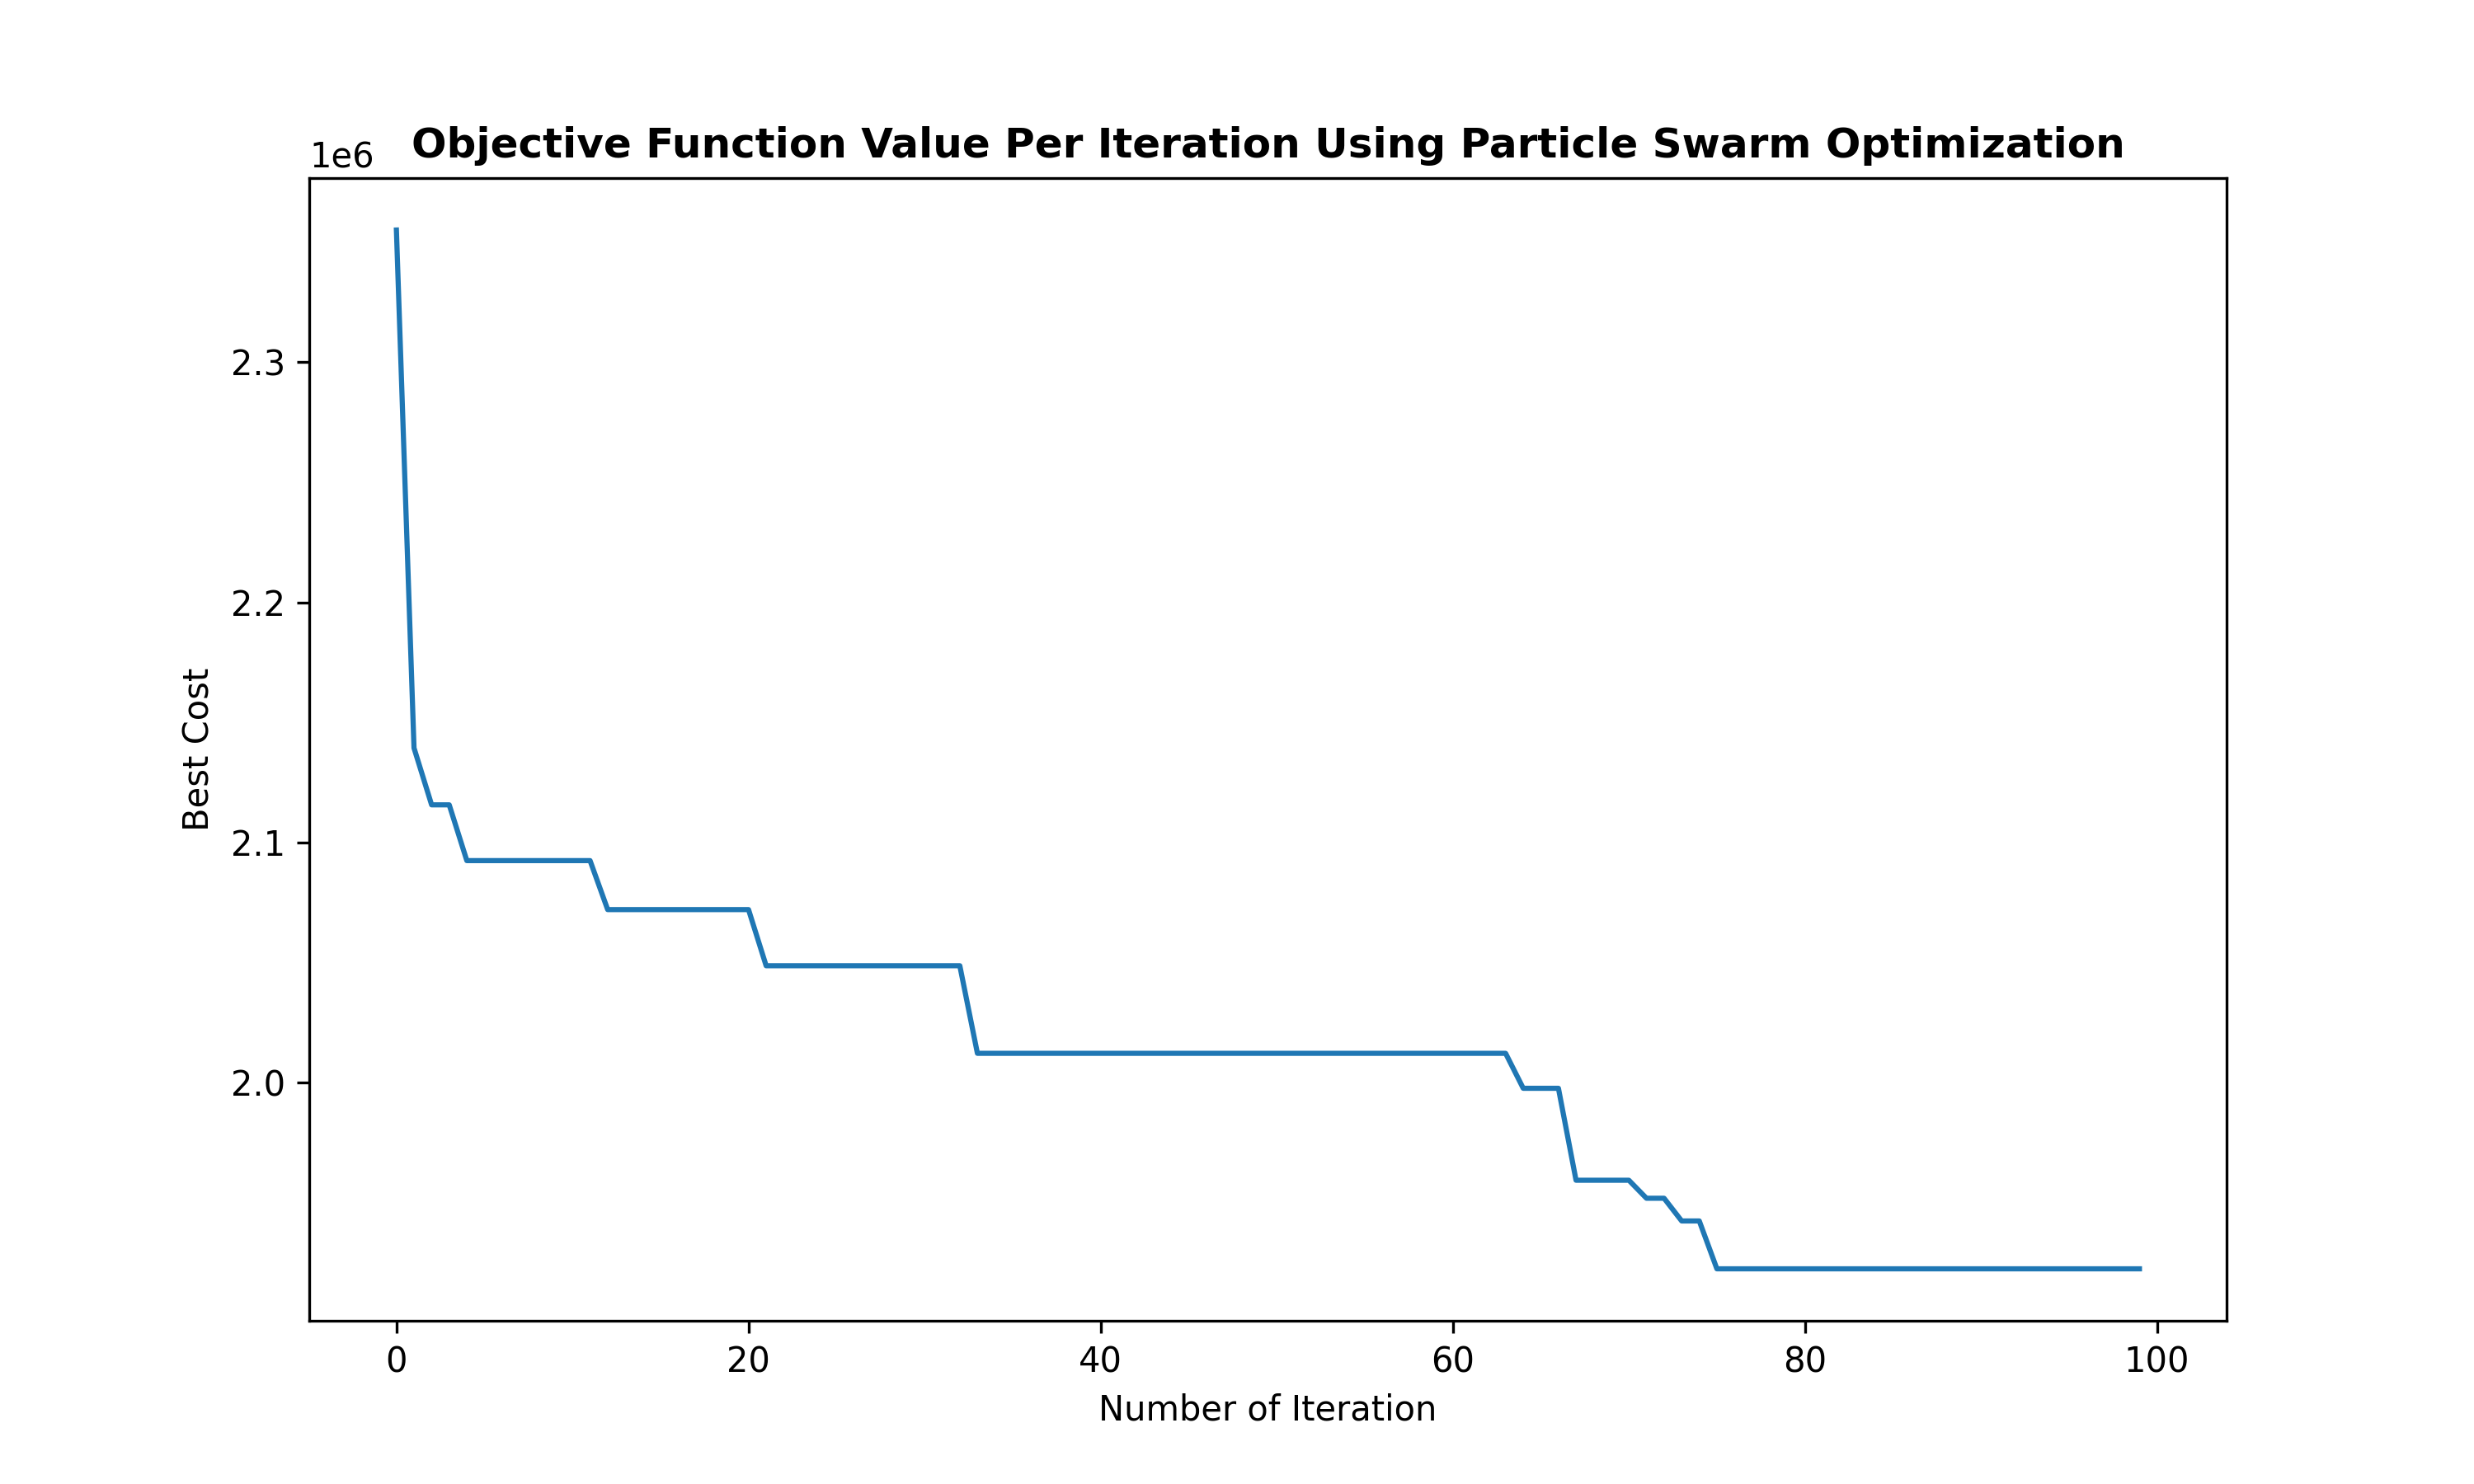 Objective Function Value Per Iteration Using Particle Swarm Optimization
1e6
2.3
2.2
2.1
2.0
Best Cost
0 20 40 60 80 100
Number of Iteration